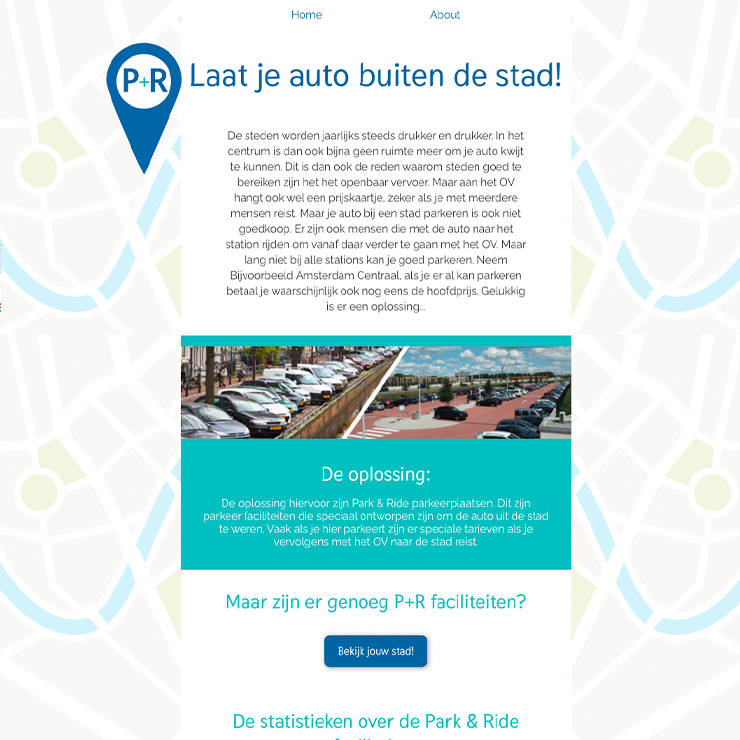 Home About
P+R
Laat je auto buiten de stad!
De steden worden jaarlijks steeds drukker en drukker. In het
centrum is dan ook bijna geen ruimte meer om je auto kwijt
te kunnen. Dit is dan ook de reden waarom steden goed te
bereiken zijn het het openbaar vervoer. Maar aan het OV
hangt ook wel een prijskaartje, zeker als je met meerdere
mensen reist. Maar je auto bij een stad parkeren is ook niet
goedkoop. Er zijn ook mensen die met de auto naar het
station rijden om vanaf daar verder te gaan met het OV. Maar
lang niet bij alle stations kan je goed parkeren. Neem
Bijvoorbeeld Amsterdam Centraal, als je er al kan parkeren
betaal je waarschijnlijk ook nog eens de hoofdprijs. Gelukkig
is er een oplossing...
De oplossing:
De oplossing hiervoor zijn Park & Ride parkeerplaatsen. Dit zijn
parkeer faciliteiten die speciaal ontworpen zijn om de auto uit de stad
te weren. Vaak als je hier parkeert zijn er speciale tarieven als je
vervolgens met het OV naar de stad reist.
Maar zijn er genoeg P+R faciliteiten?
Bekijk jouw stad!
De statistieken over de Park & Ride